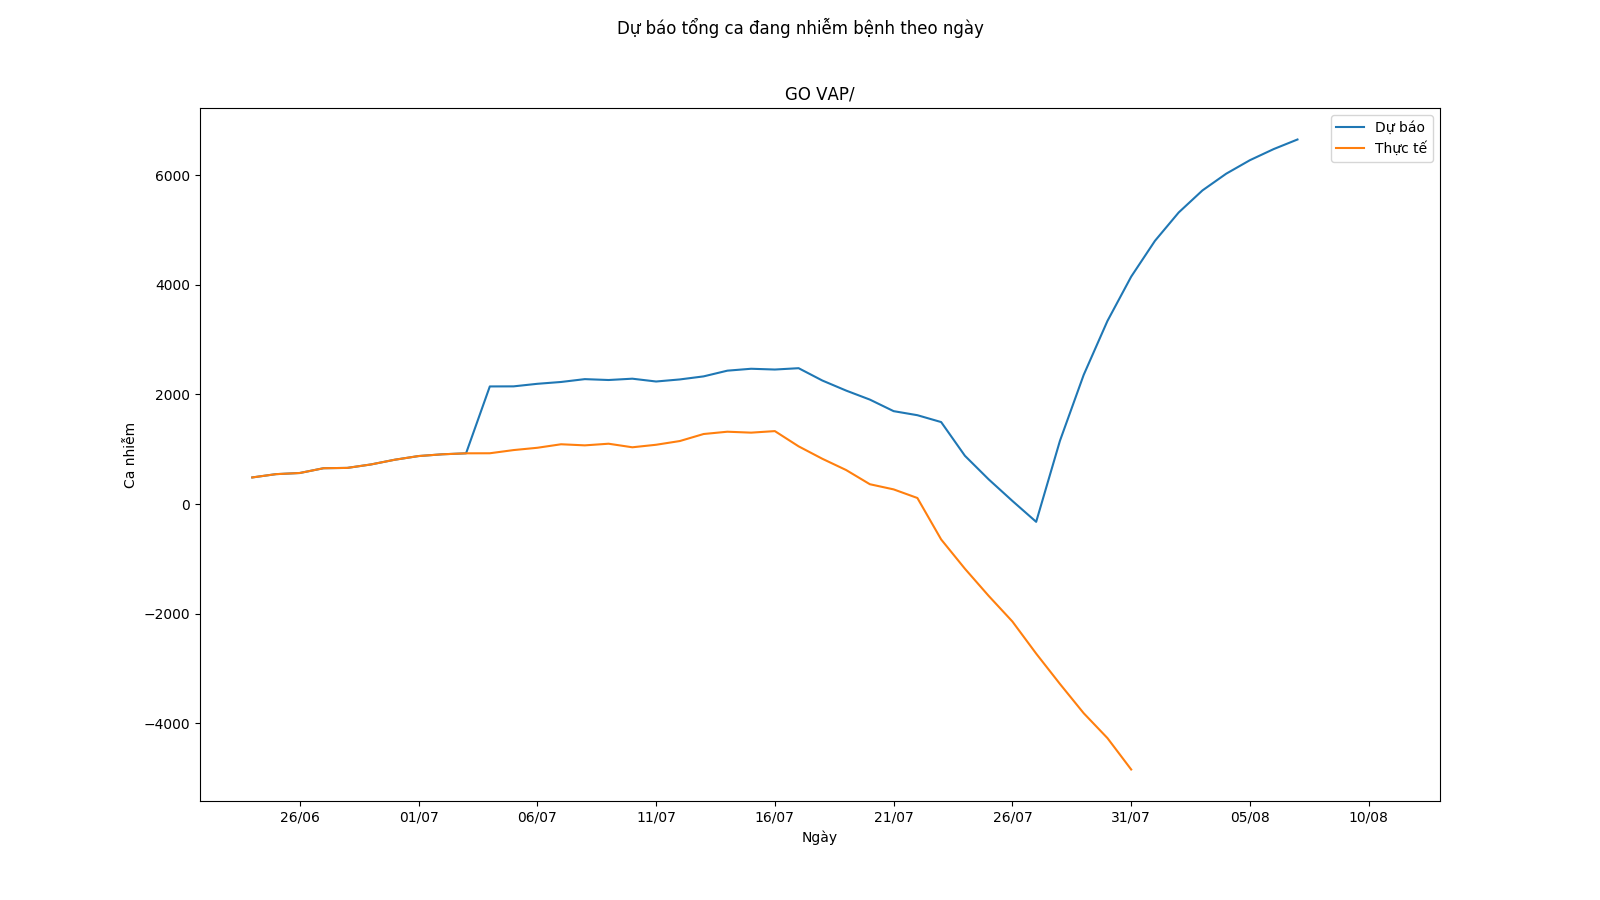 Dự báo tổng ca đang nhiễm bệnh theo ngày
GO VAP/
Dự báo
Thực tế
6000
4000
2000
0
−2000
−4000
Ca nhiễm
26/06 01/07 06/07 11/07 16/07 21/07 26/07 31/07 05/08 10/08
Ngày